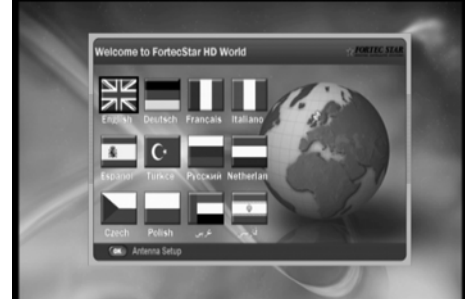 Welcome to FortecStar HD World
FORTEC STAR
English Deutsch Francais Italiano
Espanol Turkce Русский Netherlan
Czech Polish عربي
OK Antenna Setup